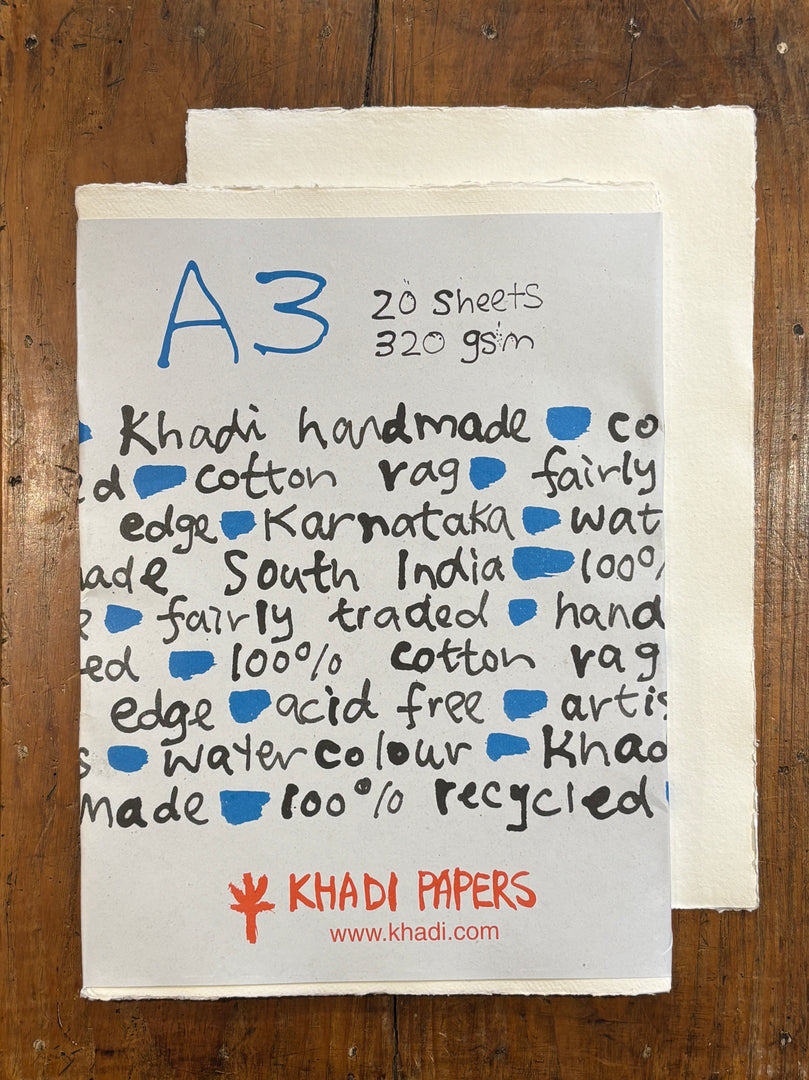 A3
20 sheets
320 gsm
Khadi handmade co
ed cotton rag fairly
edge Karnataka wat
ade South India 100%
e fairly traded hand
ed 100% cotton rag
edge acid free artis
s watercolour Khad
made 100% recycled
KHADI PAPERS
www.khadi.com